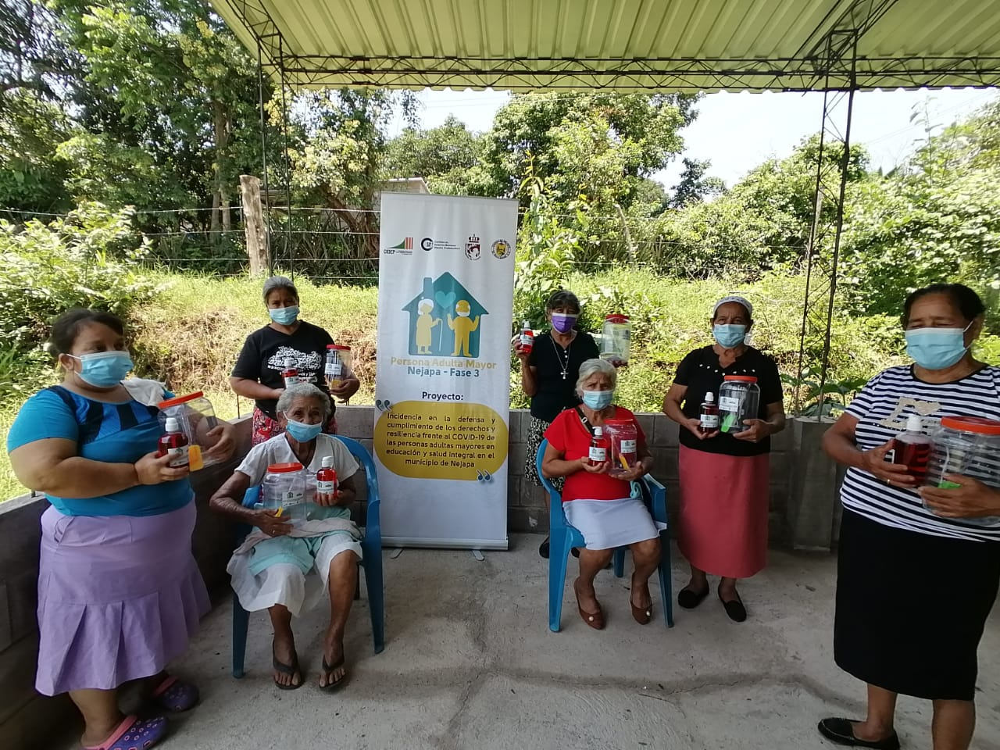 CIDEP
Persona Adulta Mayor
Nejapa - Fase 3
Proyecto:
Incidencia en la defensa y
cumplimiento de los derechos y
resiliencia frente al COVID-19 de
las personas adultas mayores en
educación y salud integral en el
municipio de Nejapa